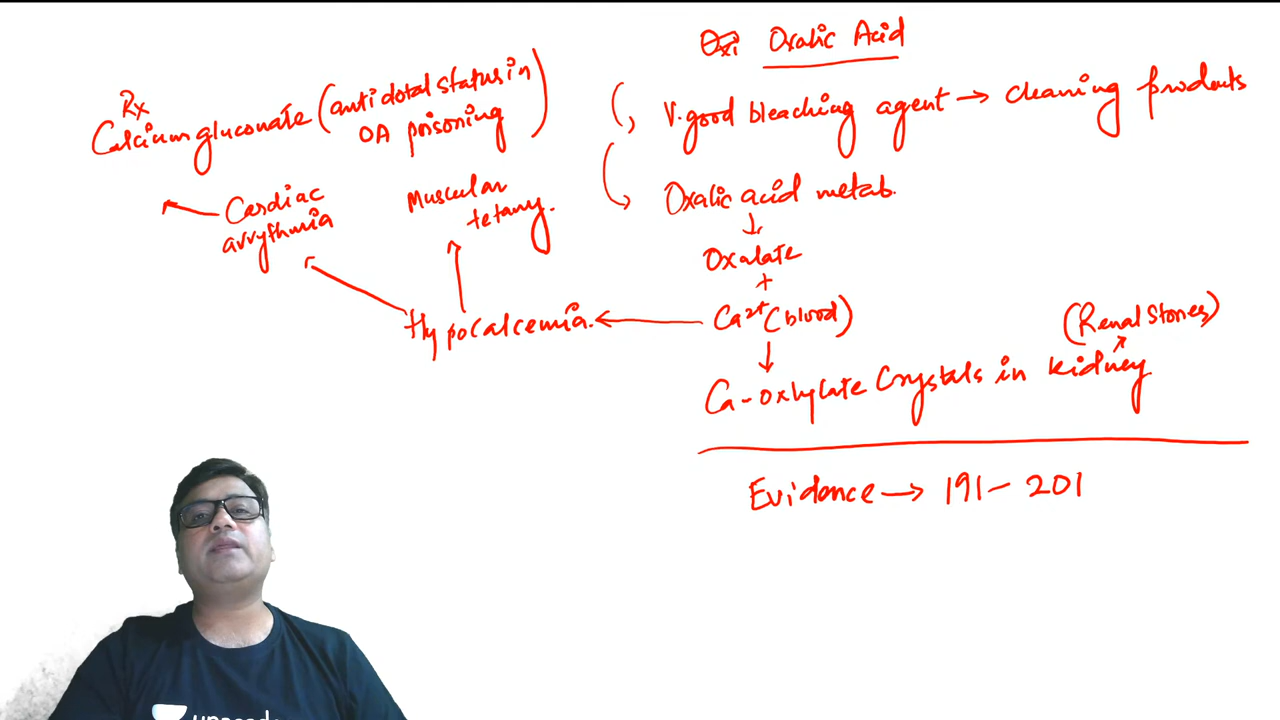 Oxalic Acid
V. good bleaching agent → cleaning products
Oxalic acid metab.
↓
Oxalate
+
Ca2+ (blood)
↓
Ca-oxlylate Crystals in kidney
(Renal Stones)
Hypocalcemia.
Muscular
tetany.
Cardiac
arrythmia
Rx
Calcium gluconate (antidotal status in
OA poisoning)
Evidence → 191 - 201